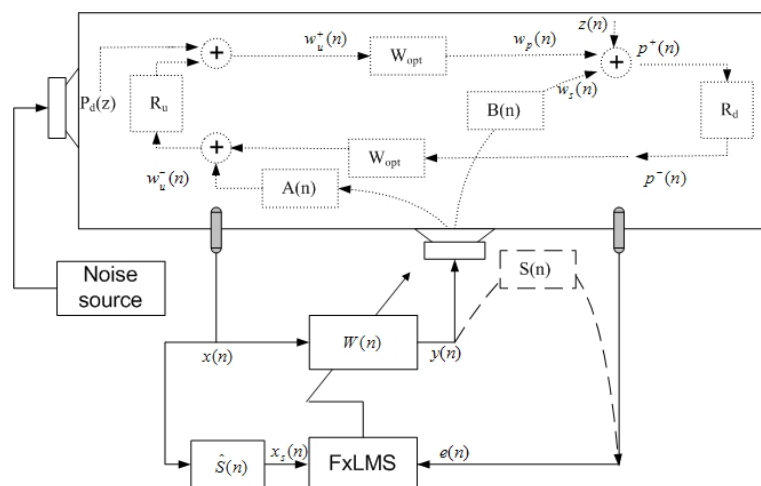 z(n)
w_u^+(n)
w_p(n)
p^+(n)
+
W_opt
+
P_d(z)
R_u
w_s(n)
B(n)
R_d
+
W_opt
w_u^-(n)
A(n)
p^-(n)
S(n)
Noise
source
W(n)
x(n)
y(n)
Ŝ(n)
x_s(n)
FxLMS
e(n)